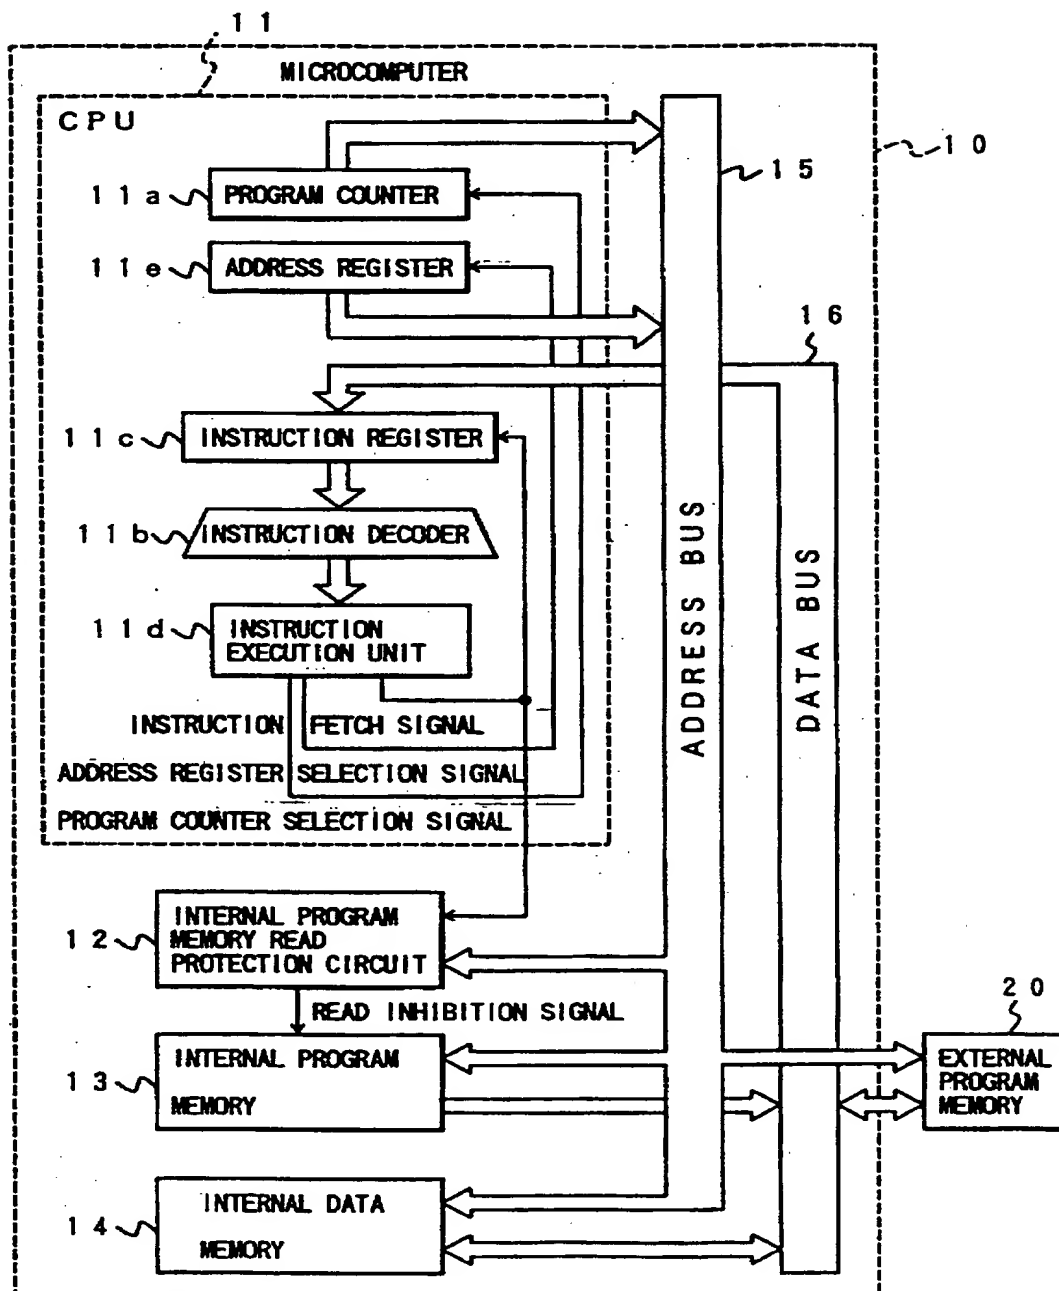 11
MICROCOMPUTER
CPU
10
15
11a
PROGRAM COUNTER
11e
ADDRESS REGISTER
16
11c
INSTRUCTION REGISTER
11b
INSTRUCTION DECODER
11d
INSTRUCTION
EXECUTION UNIT
ADDRESS BUS
DATA BUS
INSTRUCTION FETCH SIGNAL
ADDRESS REGISTER SELECTION SIGNAL
PROGRAM COUNTER SELECTION SIGNAL
12
INTERNAL PROGRAM
MEMORY READ
PROTECTION CIRCUIT
READ INHIBITION SIGNAL
20
13
INTERNAL PROGRAM
MEMORY
EXTERNAL
PROGRAM
MEMORY
14
INTERNAL DATA
MEMORY